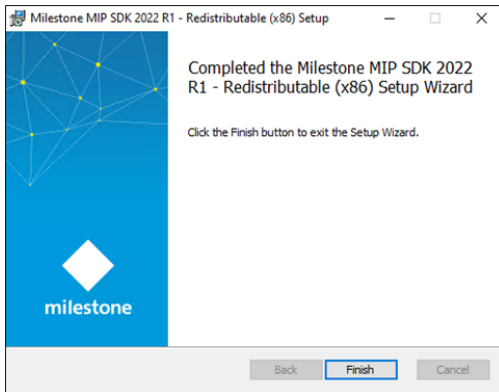 Milestone MIP SDK 2022 R1 - Redistributable (x86) Setup
Completed the Milestone MIP SDK 2022
R1 - Redistributable (x86) Setup Wizard
Click the Finish button to exit the Setup Wizard.
milestone
Back
Finish
Cancel